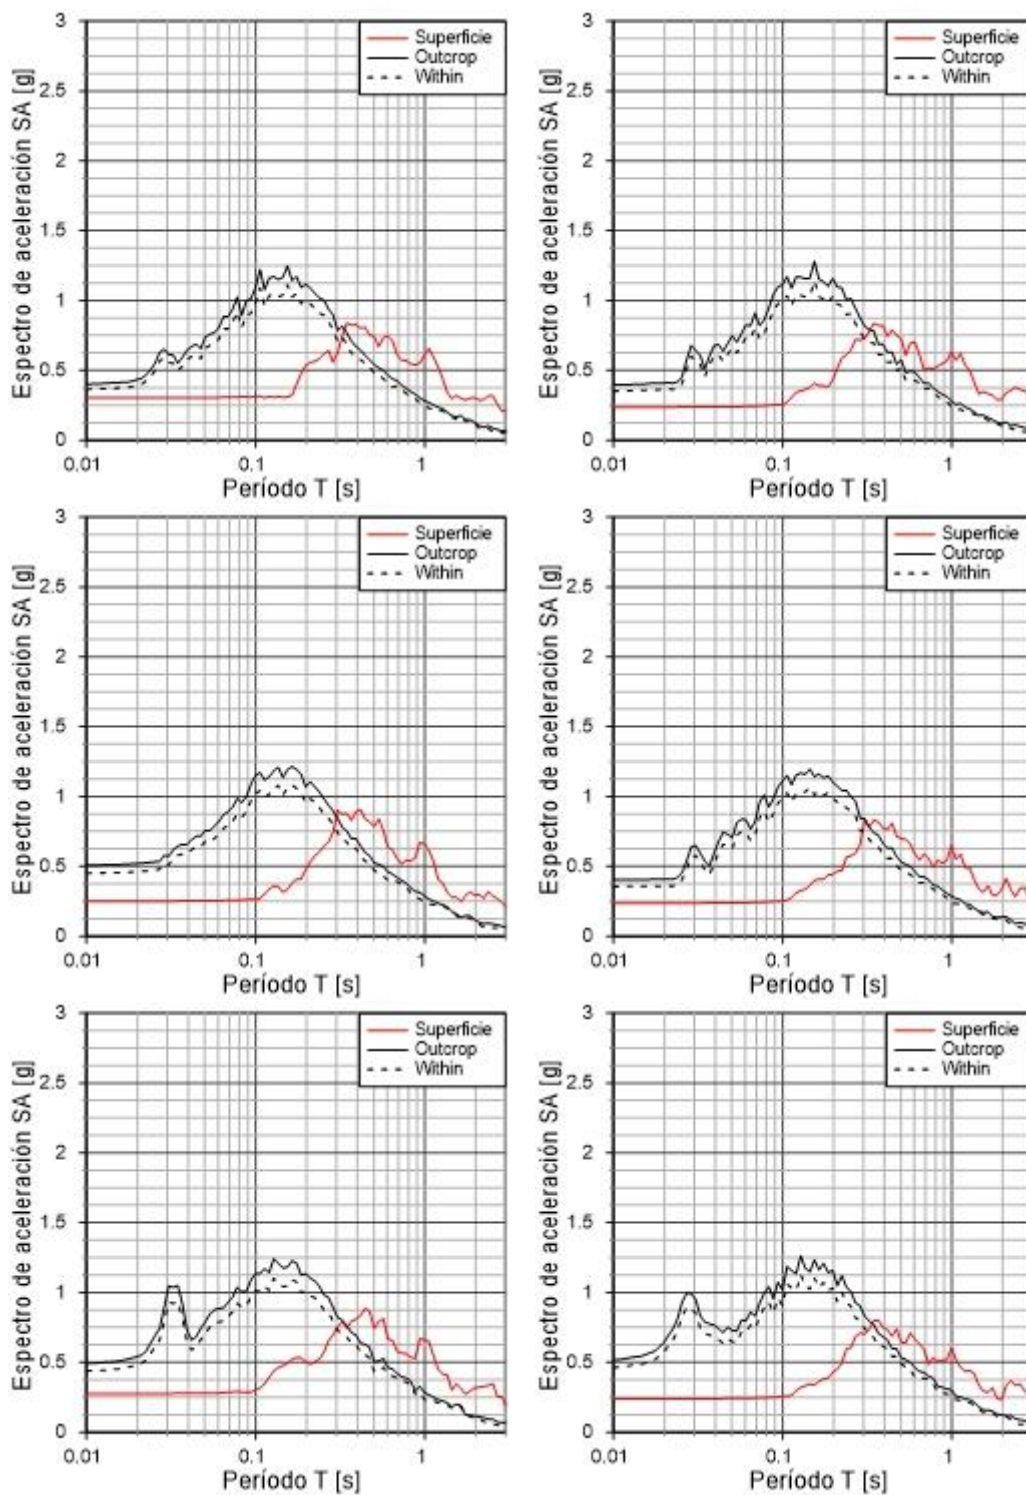 3
Superficie
Outcrop
Within
2.5
2
1.5
1
0.5
0
Espectro de aceleración SA [g]
0.01
0.1
1
Período T [s]
3
Superficie
Outcrop
Within
2.5
2
1.5
1
0.5
0
Espectro de aceleración SA [g]
0.01
0.1
1
Período T [s]
3
Superficie
Outcrop
Within
2.5
2
1.5
1
0.5
0
Espectro de aceleración SA [g]
0.01
0.1
1
Período T [s]
3
Superficie
Outcrop
Within
2.5
2
1.5
1
0.5
0
Espectro de aceleración SA [g]
0.01
0.1
1
Período T [s]
3
Superficie
Outcrop
Within
2.5
2
1.5
1
0.5
0
Espectro de aceleración SA [g]
0.01
0.1
1
Período T [s]
3
Superficie
Outcrop
Within
2.5
2
1.5
1
0.5
0
Espectro de aceleración SA [g]
0.01
0.1
1
Período T [s]